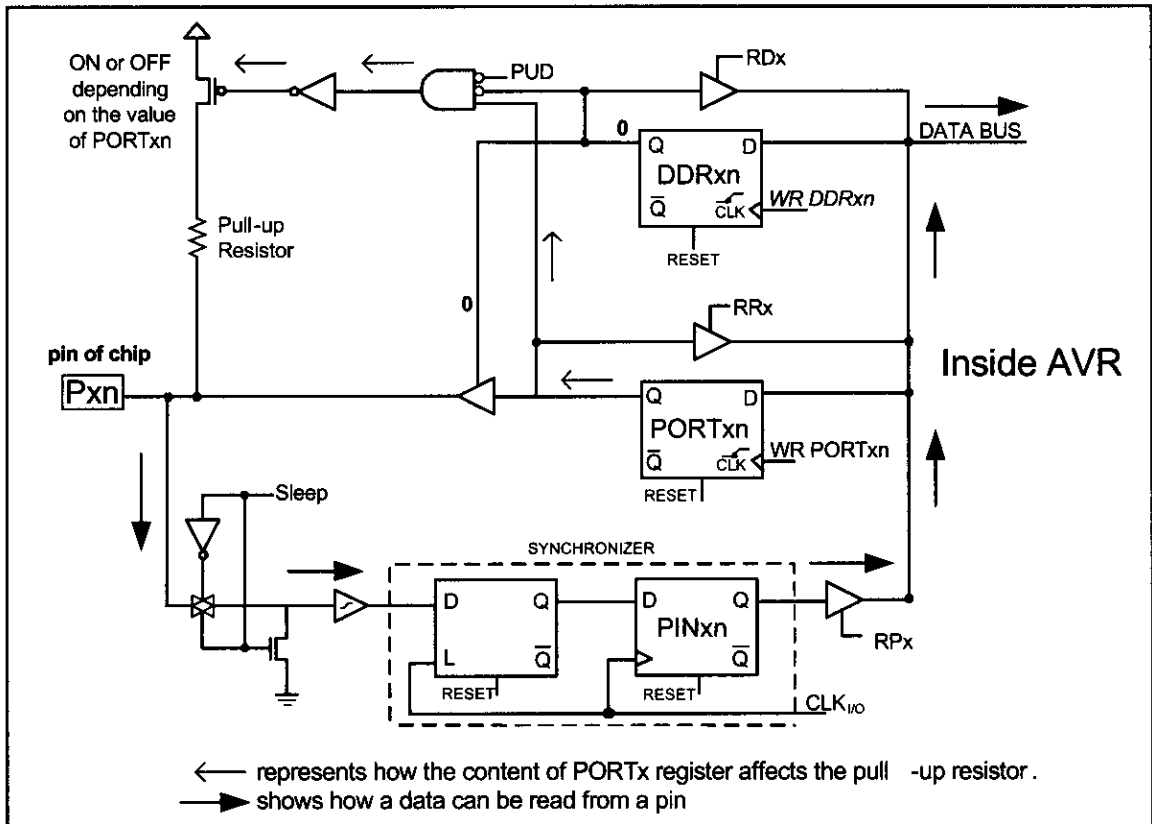 ON or OFF
depending
on the value
of PORTxn
PUD
RDx
DATA BUS
0
Q D
DDRxn
Q̅
CLK
WR DDRxn
RESET
Pull-up
Resistor
0
RRx
pin of chip
Pxn
Inside AVR
Q D
PORTxn
Q̅
CLK
WR PORTxn
RESET
Sleep
SYNCHRONIZER
D Q
L Q̅
RESET
D Q
PINxn
Q̅
RESET
RPx
CLK I/O
represents how the content of PORTx register affects the pull -up resistor.
shows how a data can be read from a pin